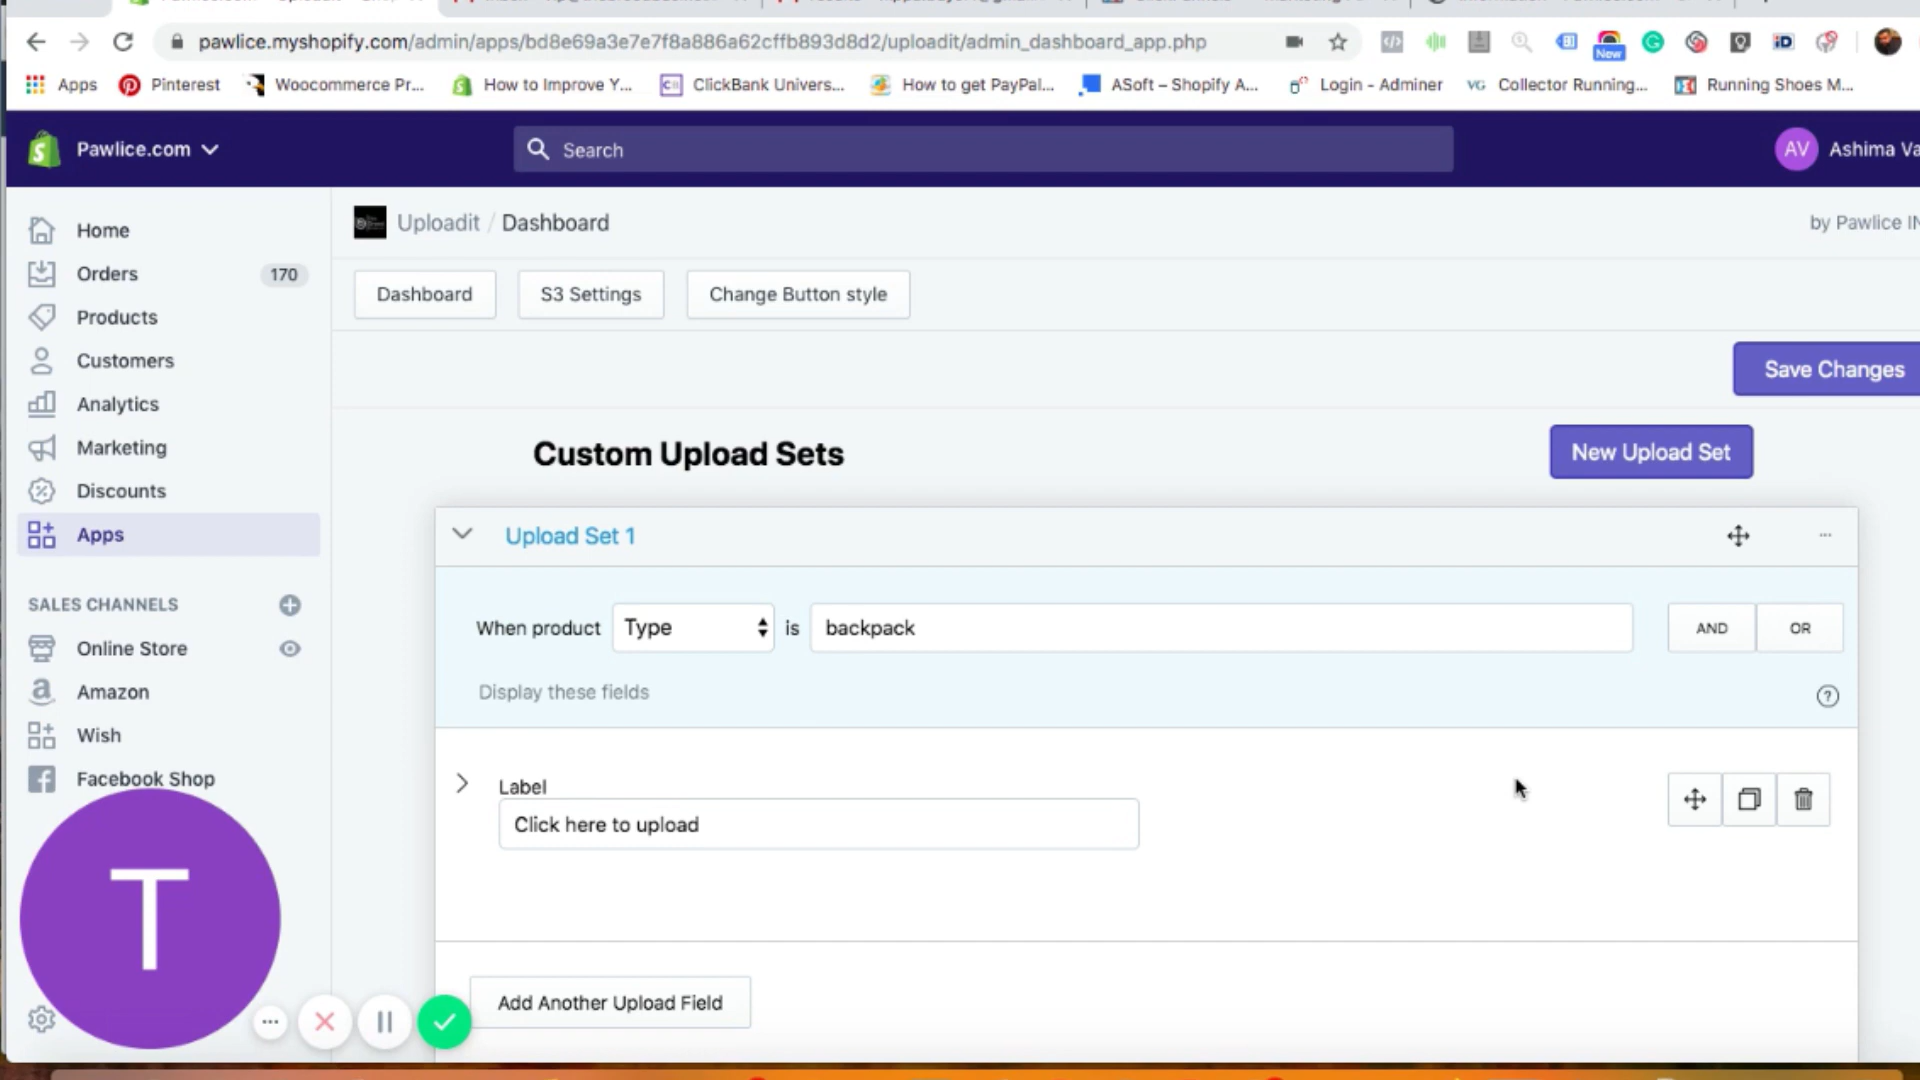 pawlice.myshopify.com/admin/apps/bd8e69a3e7e7f8a886a62cffb893d8d2/uploadit/admin_dashboard_app.php
New
iD
Apps Pinterest Woocommerce Pr... How to Improve Y... ClickBank Univers... How to get PayPal... ASoft – Shopify A... Login - Adminer VG Collector Running... Running Shoes M...
Pawlice.com Search AV Ashima Va
Home
Orders 170
Products
Customers
Analytics
Marketing
Discounts
Apps
SALES CHANNELS
Online Store
Amazon
Wish
Facebook Shop
T
Uploadit / Dashboard by Pawlice IN
Dashboard S3 Settings Change Button style
Save Changes
Custom Upload Sets New Upload Set
Upload Set 1
When product Type is backpack AND OR
Display these fields
Label
Click here to upload
Add Another Upload Field